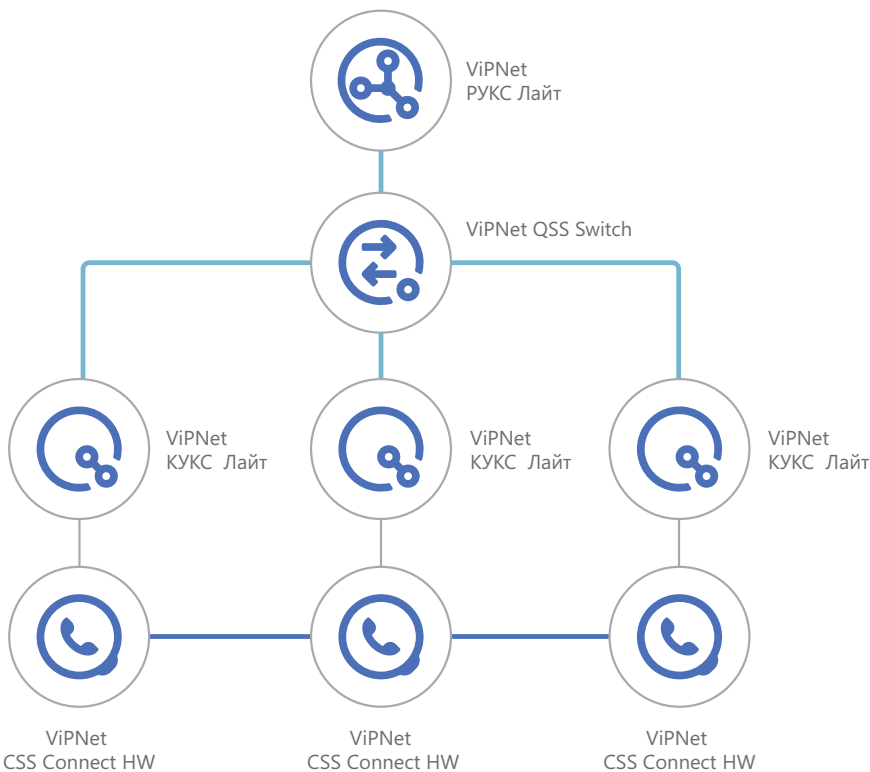 ViPNet
РУКС Лайт
ViPNet QSS Switch
ViPNet
КУКС Лайт
ViPNet
КУКС Лайт
ViPNet
КУКС Лайт
ViPNet
CSS Connect HW
ViPNet
CSS Connect HW
ViPNet
CSS Connect HW